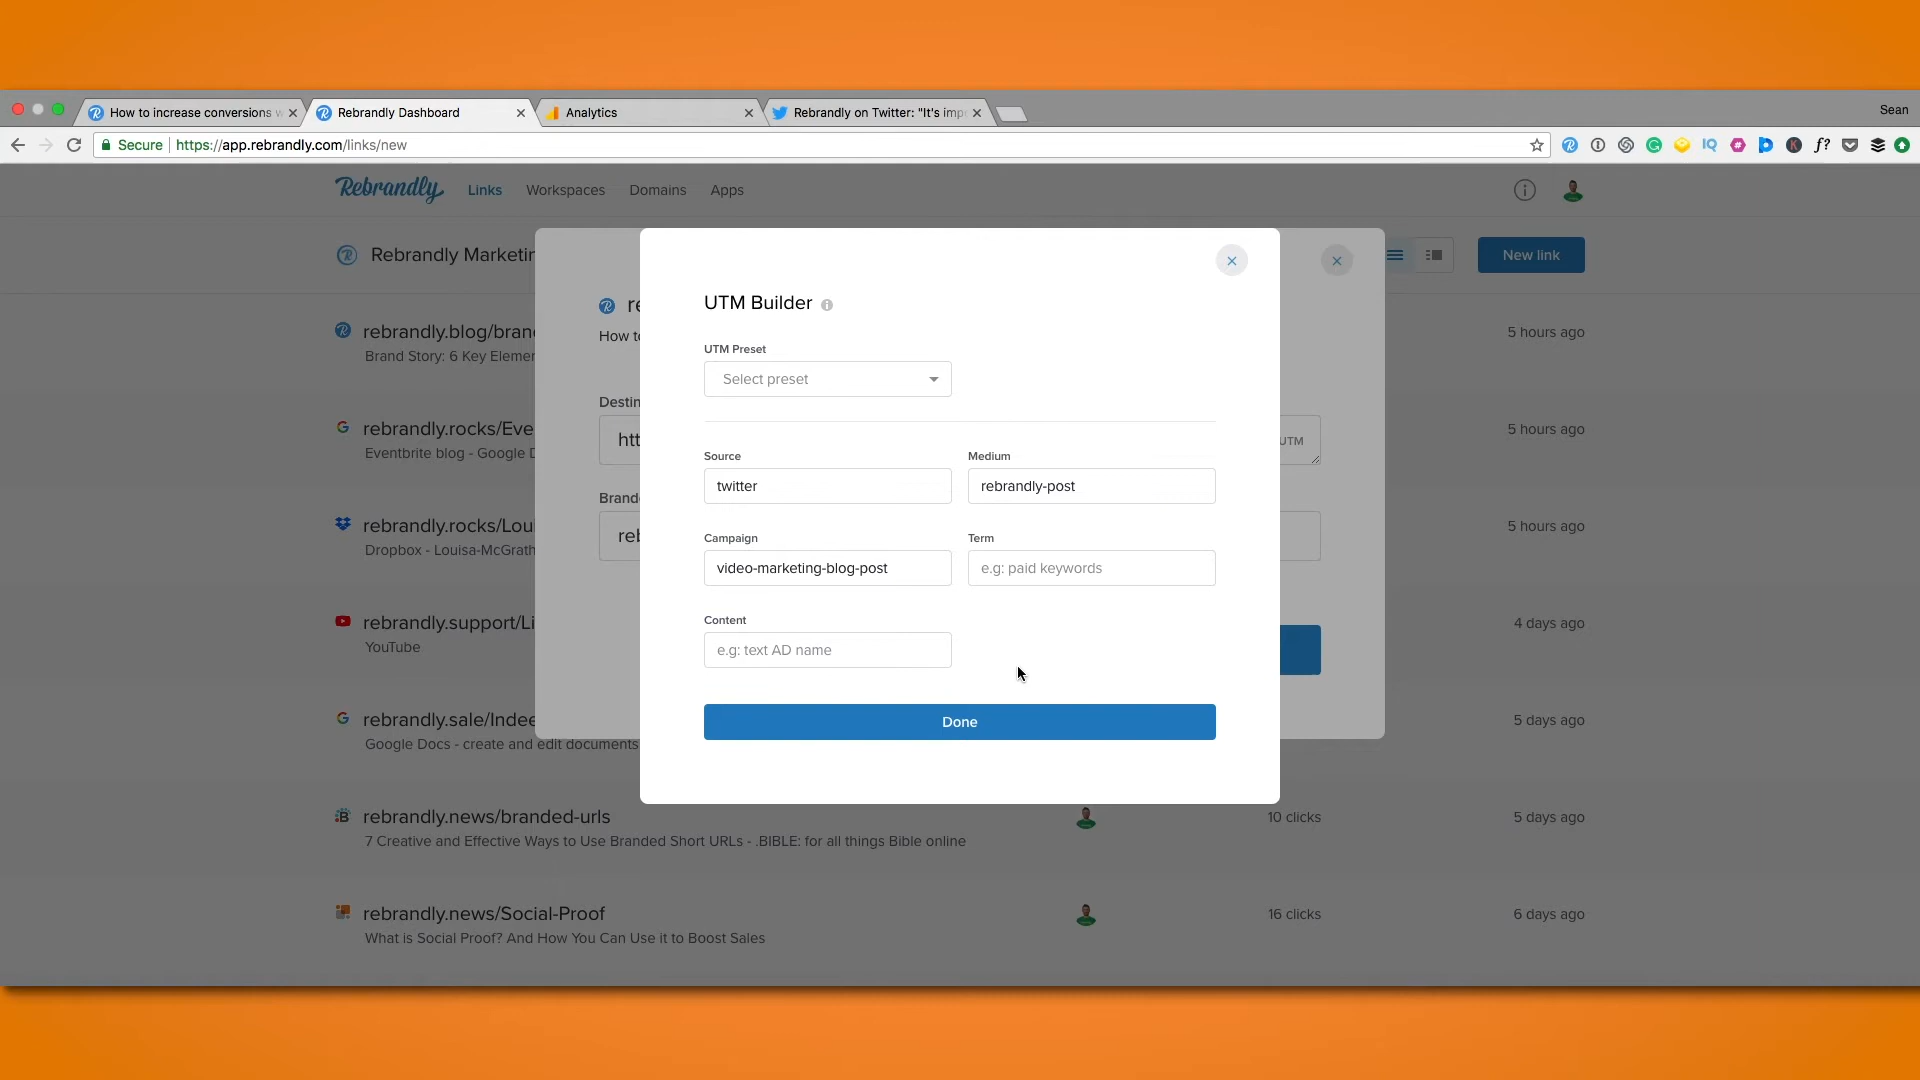 How to increase conversions w
Rebrandly Dashboard
Analytics
Rebrandly on Twitter: "It's imp
Sean
Secure https://app.rebrandly.com/links/new
Rebrandly Links Workspaces Domains Apps
Rebrandly Marketin New link
rebrandly.blog/bran 5 hours ago
Brand Story: 6 Key Elemen
rebrandly.rocks/Eve 5 hours ago
Eventbrite blog - Google D
rebrandly.rocks/Lou 5 hours ago
Dropbox - Louisa-McGrath
rebrandly.support/Li 4 days ago
YouTube
rebrandly.sale/Indee 5 days ago
Google Docs - create and edit documents
rebrandly.news/branded-urls 10 clicks 5 days ago
7 Creative and Effective Ways to Use Branded Short URLs - .BIBLE: for all things Bible online
rebrandly.news/Social-Proof 16 clicks 6 days ago
What is Social Proof? And How You Can Use it to Boost Sales
re
How to
Destin
htt UTM
Brande
reb
UTM Builder
UTM Preset
Select preset
Source Medium
twitter rebrandly-post
Campaign Term
video-marketing-blog-post e.g: paid keywords
Content
e.g: text AD name
Done